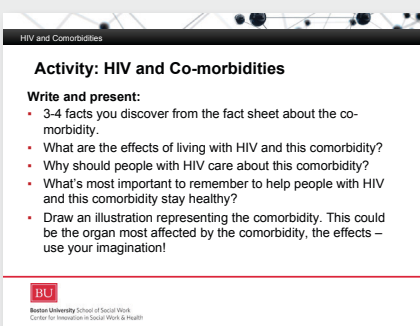 HIV and Comorbidities
Activity: HIV and Co-morbidities
Write and present:
▪ 3-4 facts you discover from the fact sheet about the co-
morbidity.
▪ What are the effects of living with HIV and this comorbidity?
▪ Why should people with HIV care about this comorbidity?
▪ What's most important to remember to help people with HIV
and this comorbidity stay healthy?
▪ Draw an illustration representing the comorbidity. This could
be the organ most affected by the comorbidity, the effects –
use your imagination!
BU
Boston University School of Social Work
Center for Innovation in Social Work & Health